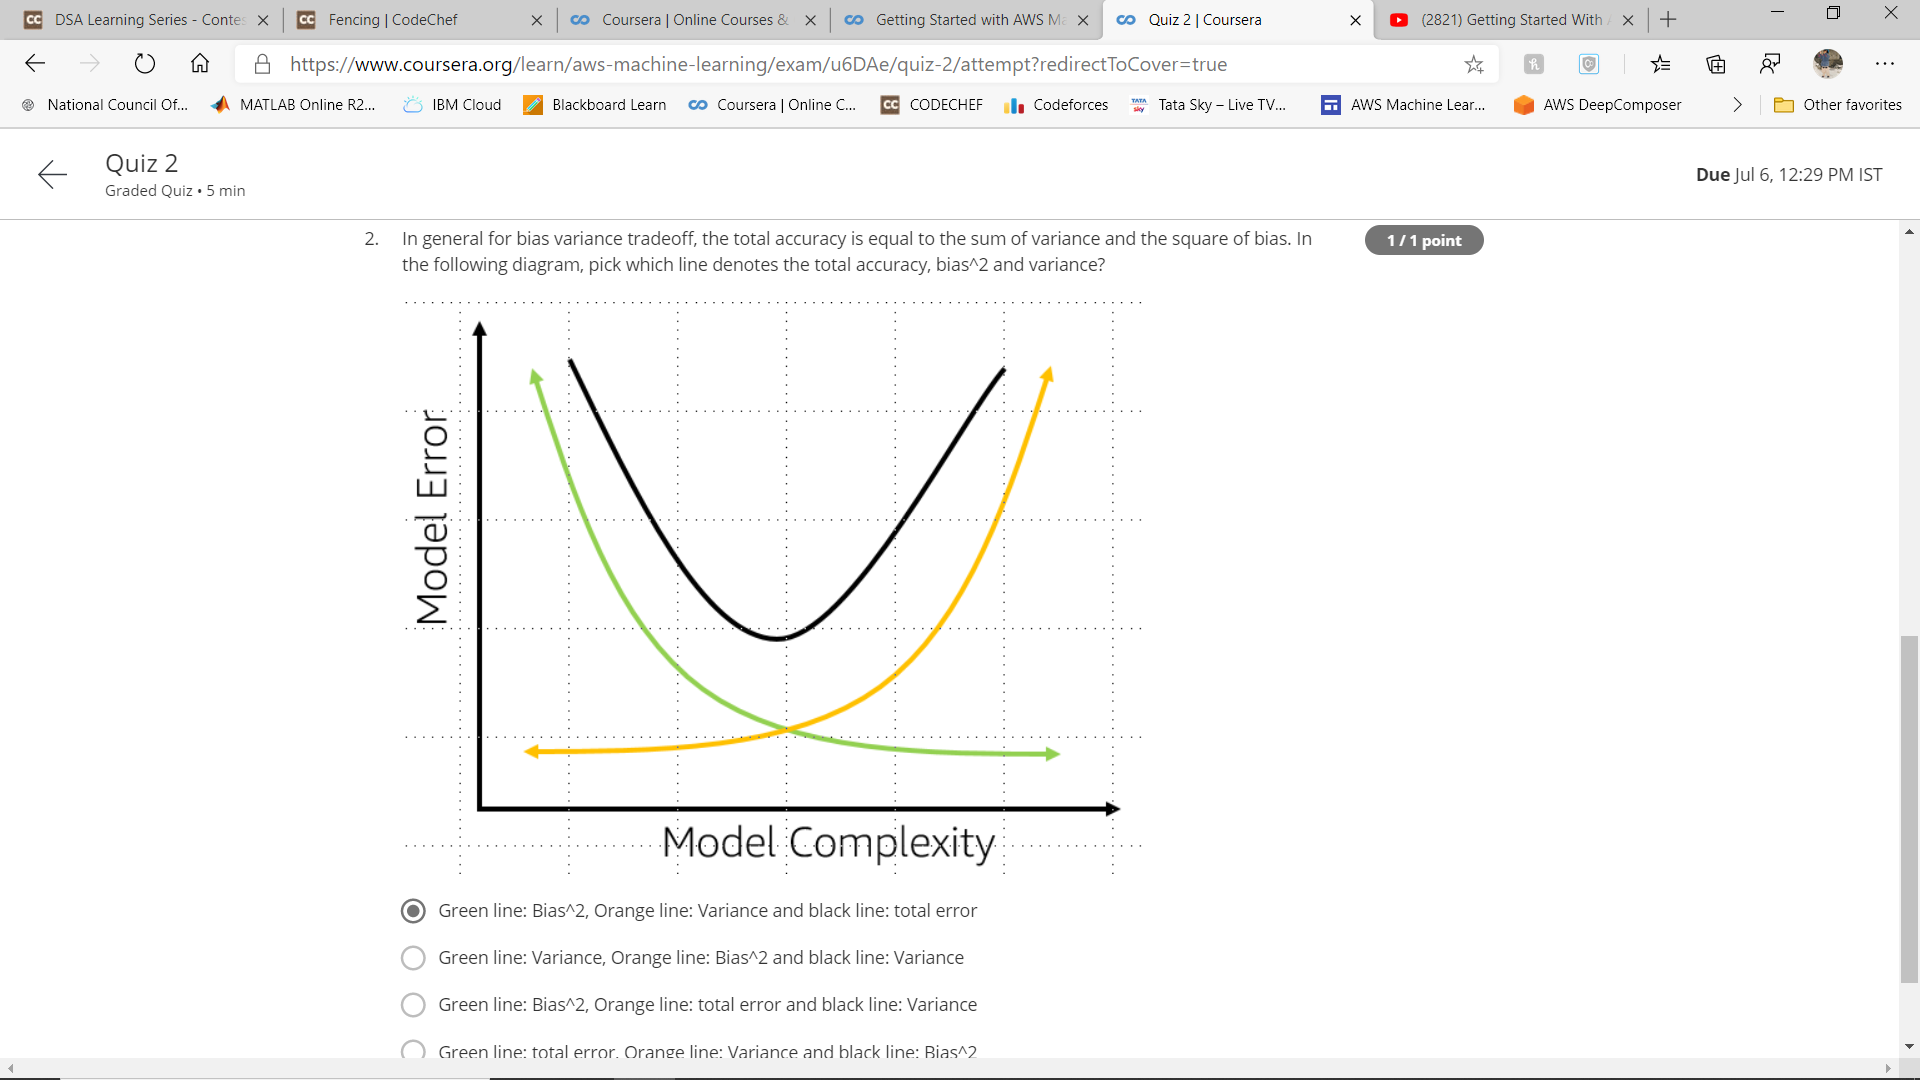 DSA Learning Series - Contes
Fencing | CodeChef
Coursera | Online Courses &
Getting Started with AWS Ma
Quiz 2 | Coursera
(2821) Getting Started With A
https://www.coursera.org/learn/aws-machine-learning/exam/u6DAe/quiz-2/attempt?redirectToCover=true
National Council Of...
MATLAB Online R2...
IBM Cloud
Blackboard Learn
Coursera | Online C...
CODECHEF
Codeforces
Tata Sky – Live TV...
AWS Machine Lear...
AWS DeepComposer
Other favorites
Quiz 2
Graded Quiz • 5 min
Due Jul 6, 12:29 PM IST
2. In general for bias variance tradeoff, the total accuracy is equal to the sum of variance and the square of bias. In
the following diagram, pick which line denotes the total accuracy, bias^2 and variance?
1 / 1 point
Model Error
Model Complexity
Green line: Bias^2, Orange line: Variance and black line: total error
Green line: Variance, Orange line: Bias^2 and black line: Variance
Green line: Bias^2, Orange line: total error and black line: Variance
Green line: total error, Orange line: Variance and black line: Bias^2